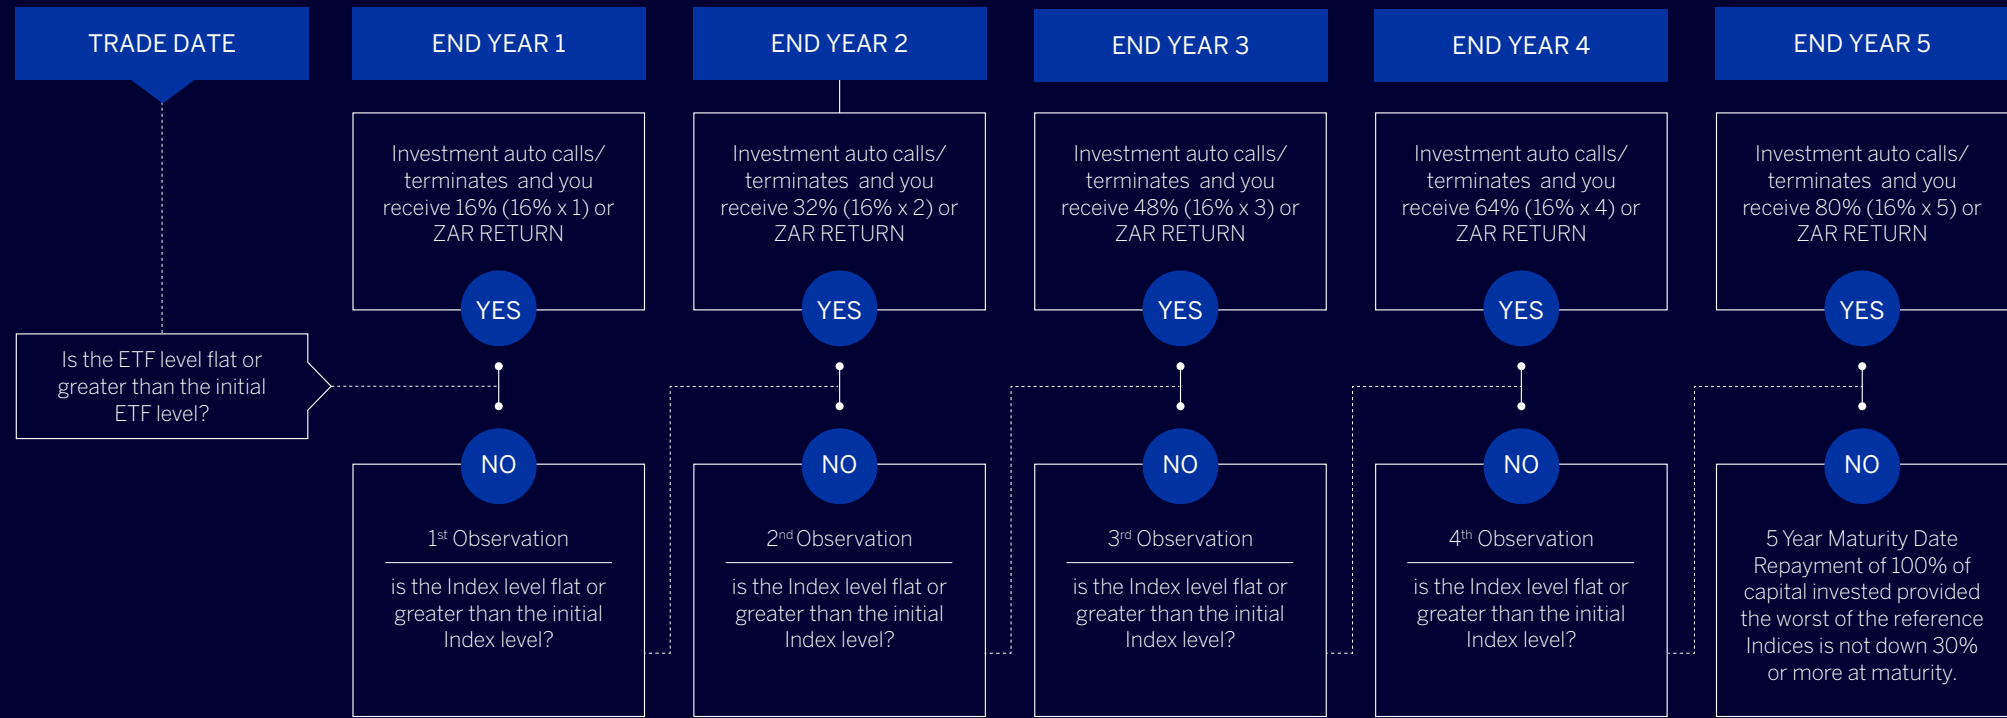 TRADE DATE
END YEAR 1
END YEAR 2
END YEAR 3
END YEAR 4
END YEAR 5
Is the ETF level flat or
greater than the initial
ETF level?
Investment auto calls/
terminates and you
receive 16% (16% x 1) or
ZAR RETURN
YES
NO
1st Observation
is the Index level flat or
greater than the initial
Index level?
Investment auto calls/
terminates and you
receive 32% (16% x 2) or
ZAR RETURN
YES
NO
2nd Observation
is the Index level flat or
greater than the initial
Index level?
Investment auto calls/
terminates and you
receive 48% (16% x 3) or
ZAR RETURN
YES
NO
3rd Observation
is the Index level flat or
greater than the initial
Index level?
Investment auto calls/
terminates and you
receive 64% (16% x 4) or
ZAR RETURN
YES
NO
4th Observation
is the Index level flat or
greater than the initial
Index level?
Investment auto calls/
terminates and you
receive 80% (16% x 5) or
ZAR RETURN
YES
NO
5 Year Maturity Date
Repayment of 100% of
capital invested provided
the worst of the reference
Indices is not down 30%
or more at maturity.